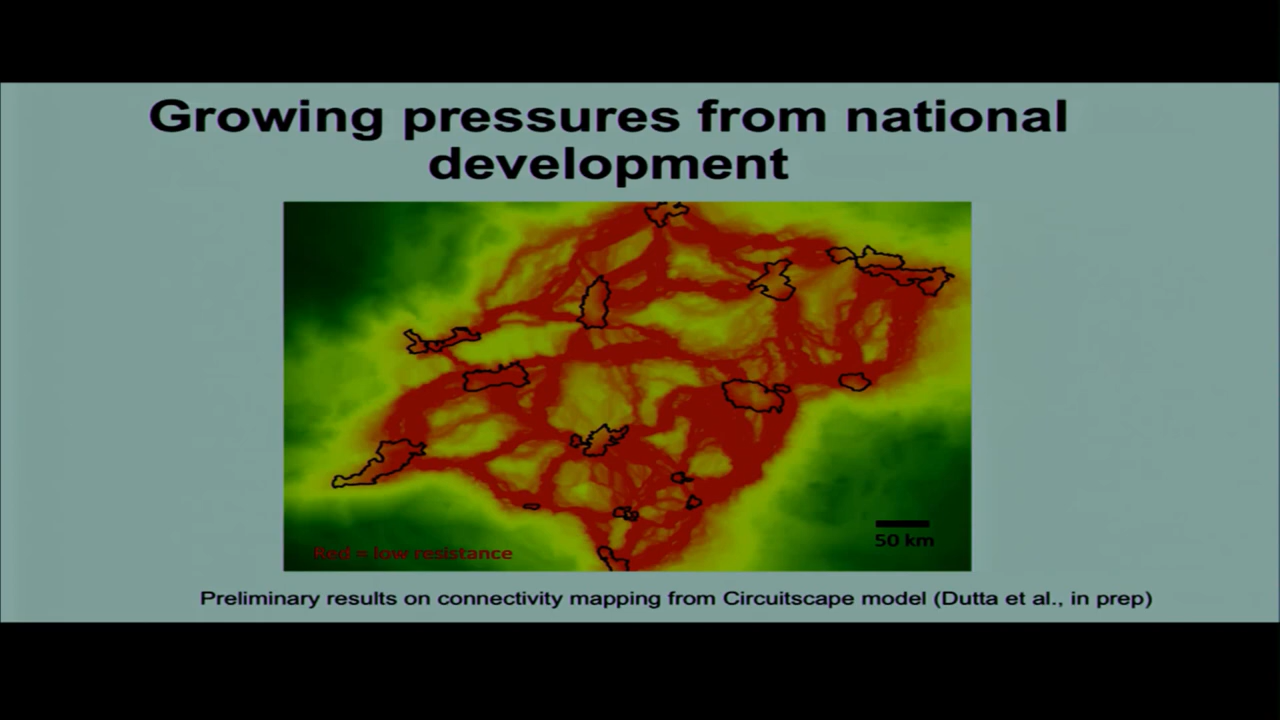 Growing pressures from national
development
50 km
Red = low resistance
Preliminary results on connectivity mapping from Circuitscape model (Dutta et al., in prep)